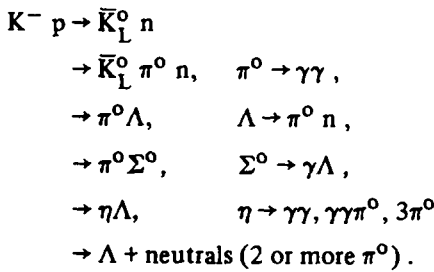 K⁻ p → K̄⁰_L n
→ K̄⁰_L π⁰ n, π⁰ → γγ ,
→ π⁰Λ, Λ → π⁰ n ,
→ π⁰Σ⁰, Σ⁰ → γΛ ,
→ ηΛ, η → γγ, γγπ⁰, 3π⁰
→ Λ + neutrals (2 or more π⁰) .